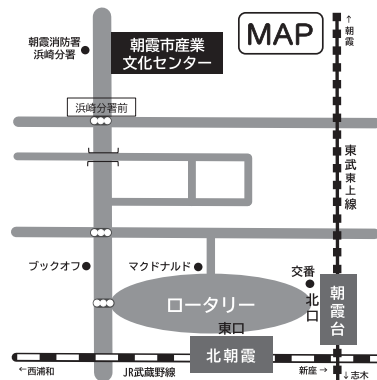 MAP
↑朝霞
朝霞消防署
浜崎分署
朝霞市産業
文化センター
浜崎分署前
東武東上線
ブックオフ
マクドナルド
交番
北口
朝霞台
ロータリー
東口
北朝霞
←西浦和
JR武蔵野線
新座→
↓志木